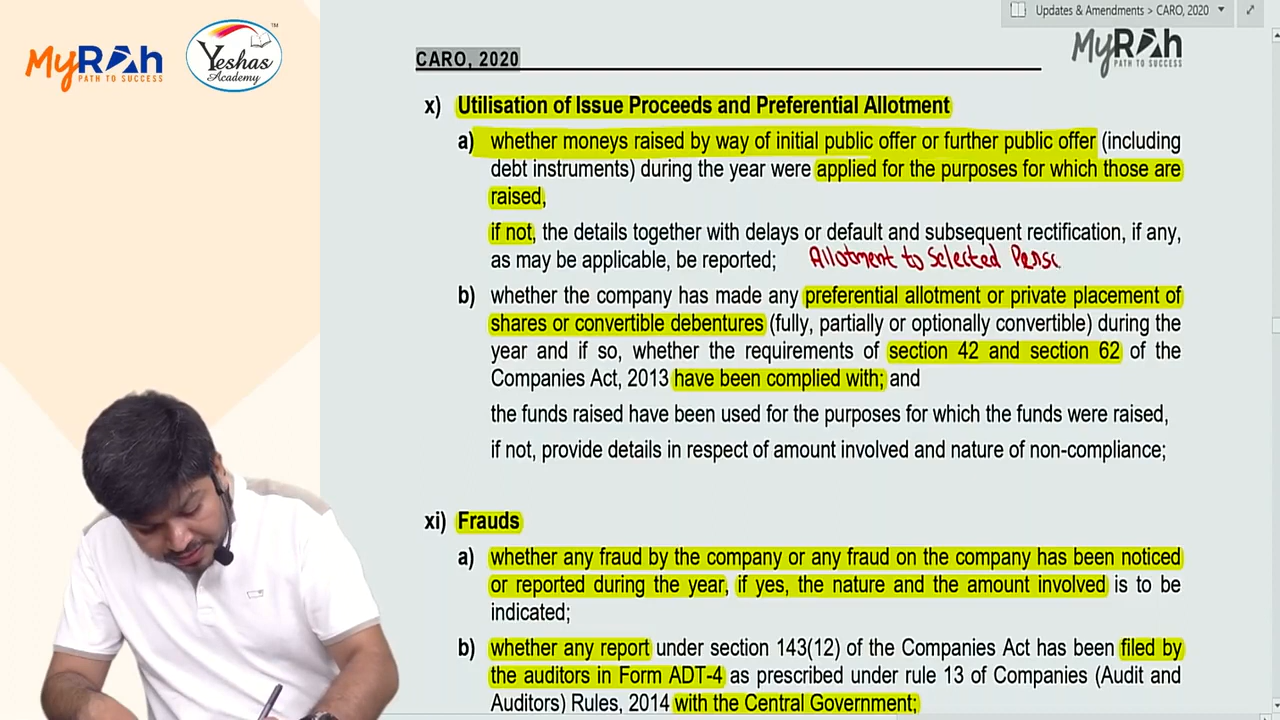 MyRAh
PATH TO SUCCESS
Yeshas
Academy
TM
Updates & Amendments > CARO, 2020
MyRAh
PATH TO SUCCESS
CARO, 2020
x) Utilisation of Issue Proceeds and Preferential Allotment
a) whether moneys raised by way of initial public offer or further public offer (including
debt instruments) during the year were applied for the purposes for which those are
raised,
if not, the details together with delays or default and subsequent rectification, if any,
as may be applicable, be reported; Allotment to Selected Perso
b) whether the company has made any preferential allotment or private placement of
shares or convertible debentures (fully, partially or optionally convertible) during the
year and if so, whether the requirements of section 42 and section 62 of the
Companies Act, 2013 have been complied with; and
the funds raised have been used for the purposes for which the funds were raised,
if not, provide details in respect of amount involved and nature of non-compliance;
xi) Frauds
a) whether any fraud by the company or any fraud on the company has been noticed
or reported during the year, if yes, the nature and the amount involved is to be
indicated;
b) whether any report under section 143(12) of the Companies Act has been filed by
the auditors in Form ADT-4 as prescribed under rule 13 of Companies (Audit and
Auditors) Rules, 2014 with the Central Government;